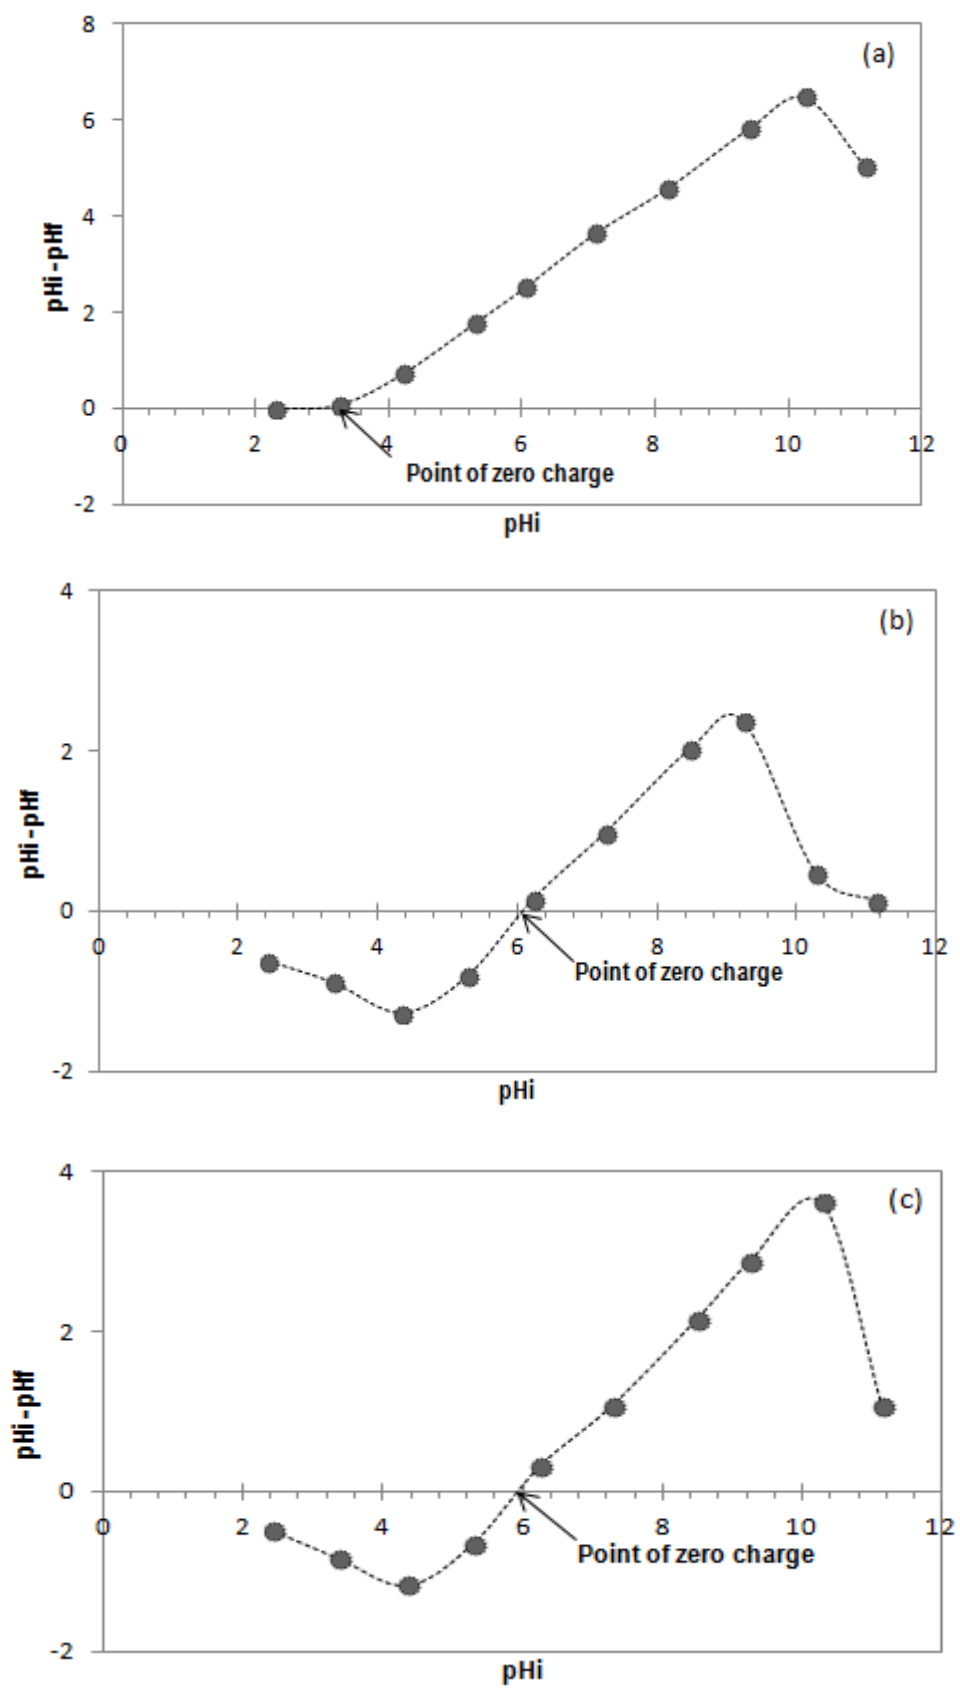 8
(a)
6
4
pHi-pHf
2
0
0 2 4 6 8 10 12
Point of zero charge
-2
pHi
4
(b)
2
pHi-pHf
0
0 2 4 6 8 10 12
Point of zero charge
-2
pHi
4
(c)
2
pHi-pHf
0
0 2 4 6 8 10 12
Point of zero charge
-2
pHi